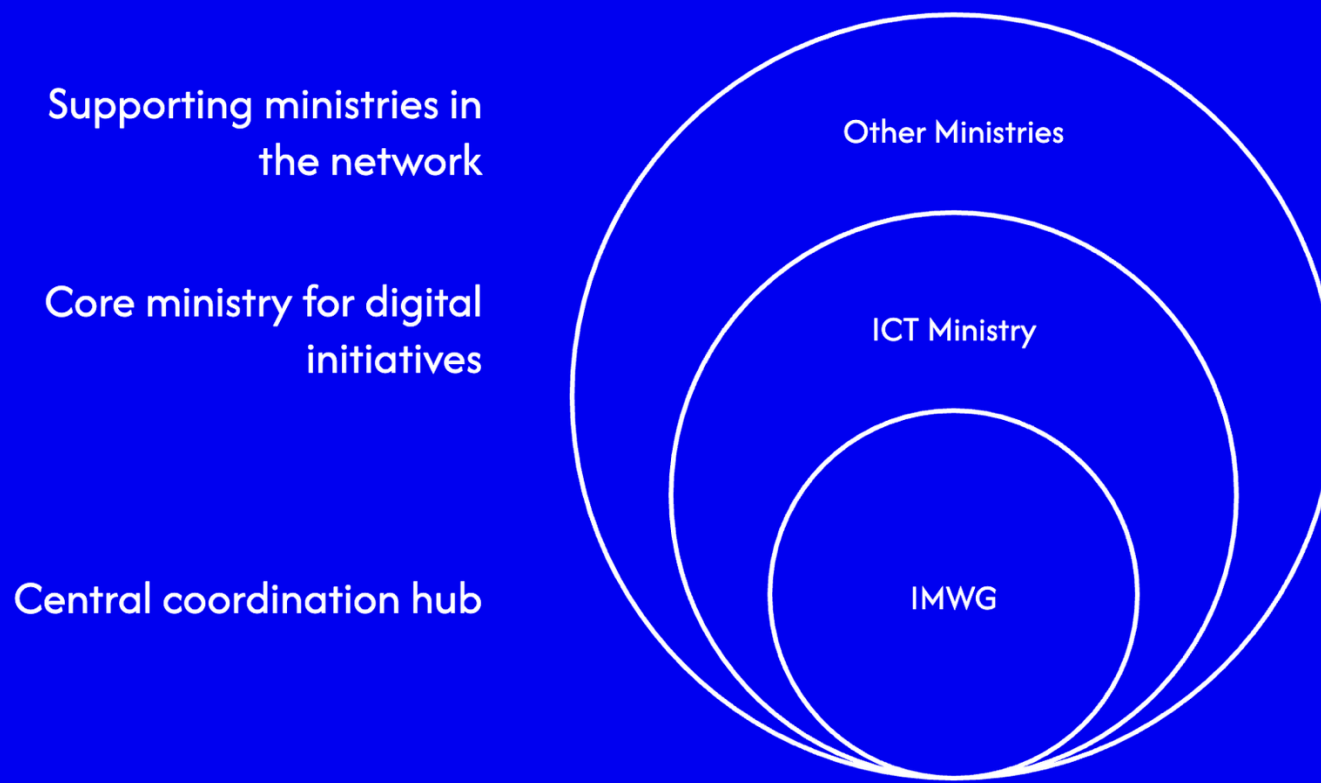 Supporting ministries in
the network
Other Ministries
Core ministry for digital
initiatives
ICT Ministry
Central coordination hub
IMWG